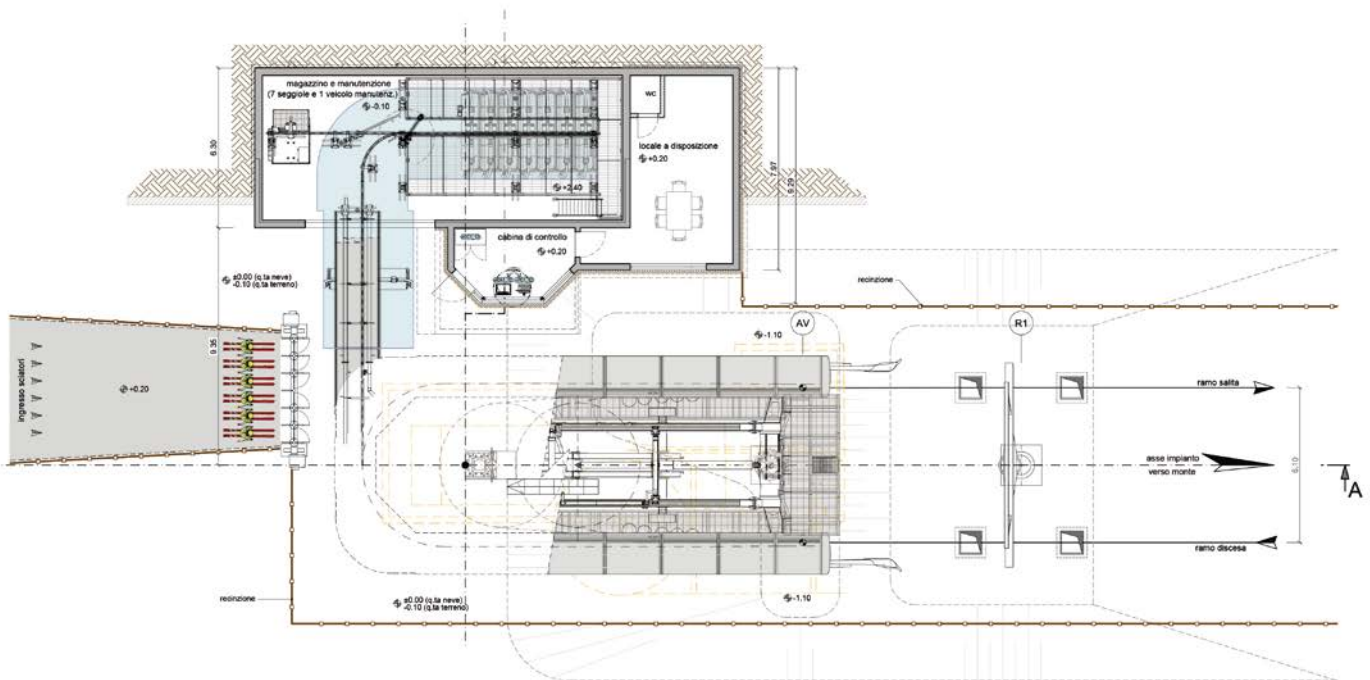 magazzino e manutenzione
(7 seggiole e 1 veicolo manutenz.)
-0.10
WC
locale a disposizione
+0.20
+2.40
6.30
7.97
9.29
cabina di controllo
+0.20
±0.00 (q.ta neve)
-0.10 (q.ta terreno)
recinzione
9.35
ingresso sciatori
+0.20
-1.10
AV
R1
ramo salita
asse impianto
verso monte
6.10
A
ramo discesa
recinzione
±0.00 (q.ta neve)
-0.10 (q.ta terreno)
-1.10